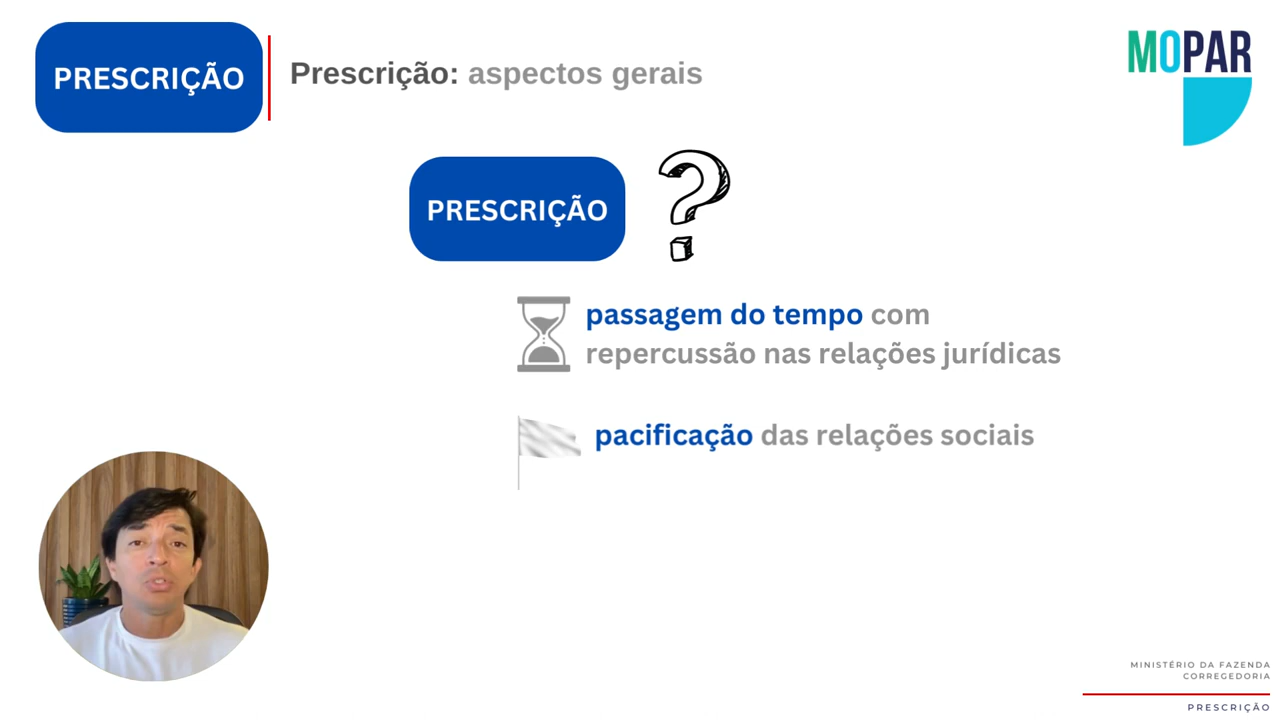 PRESCRIÇÃO
Prescrição: aspectos gerais
MOPAR
PRESCRIÇÃO ?
passagem do tempo com
repercussão nas relações jurídicas
pacificação das relações sociais
MINISTÉRIO DA FAZENDA
CORREGEDORIA
PRESCRIÇÃO